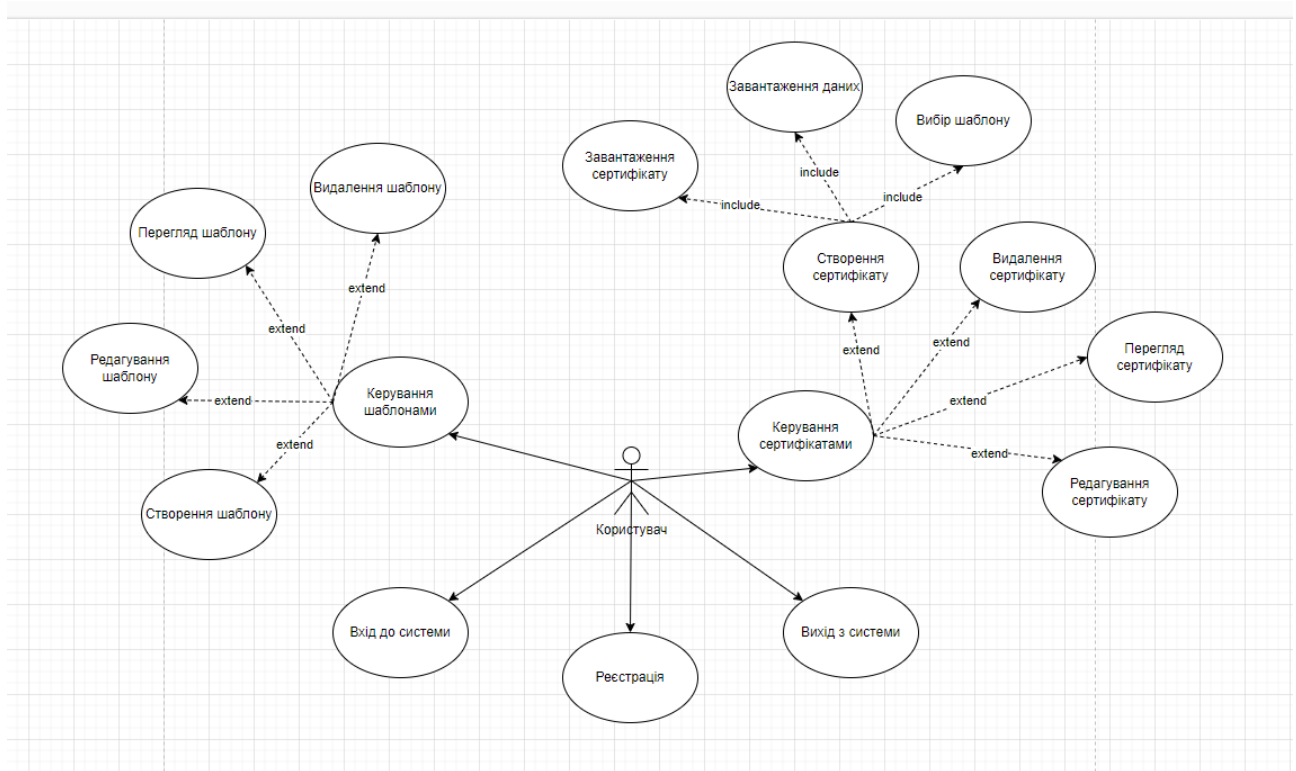 Завантаження даних
Вибір шаблону
Завантаження
сертифікату
include
include
include
Видалення шаблону
Перегляд шаблону
Створення
сертифікату
Видалення
сертифікату
extend
extend
extend
extend
Перегляд
сертифікату
Редагування
шаблону
extend
Керування
шаблонами
extend
extend
Керування
сертифікатами
extend
Редагування
сертифікату
Створення шаблону
Користувач
Вхід до системи
Реєстрація
Вихід з системи